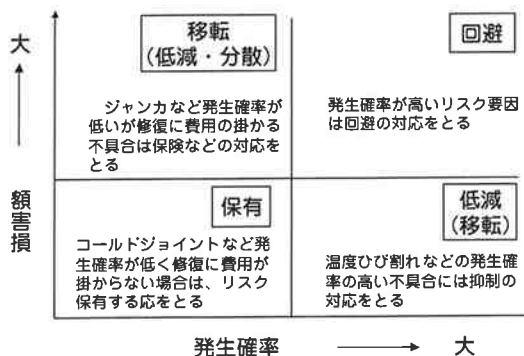 大
移転
(低減・分散)
ジャンカなど発生確率が
低いが修復に費用の掛かる
不具合は保険などの対応を
とる
回避
発生確率が高いリスク要因
は回避の対応をとる
額害損
保有
コールドジョイントなど発
生確率が低く修復に費用が
掛からない場合は、リスク
保有する応をとる
低減
(移転)
温度ひび割れなどの発生確
率の高い不具合には抑制の
対応をとる
発生確率
大